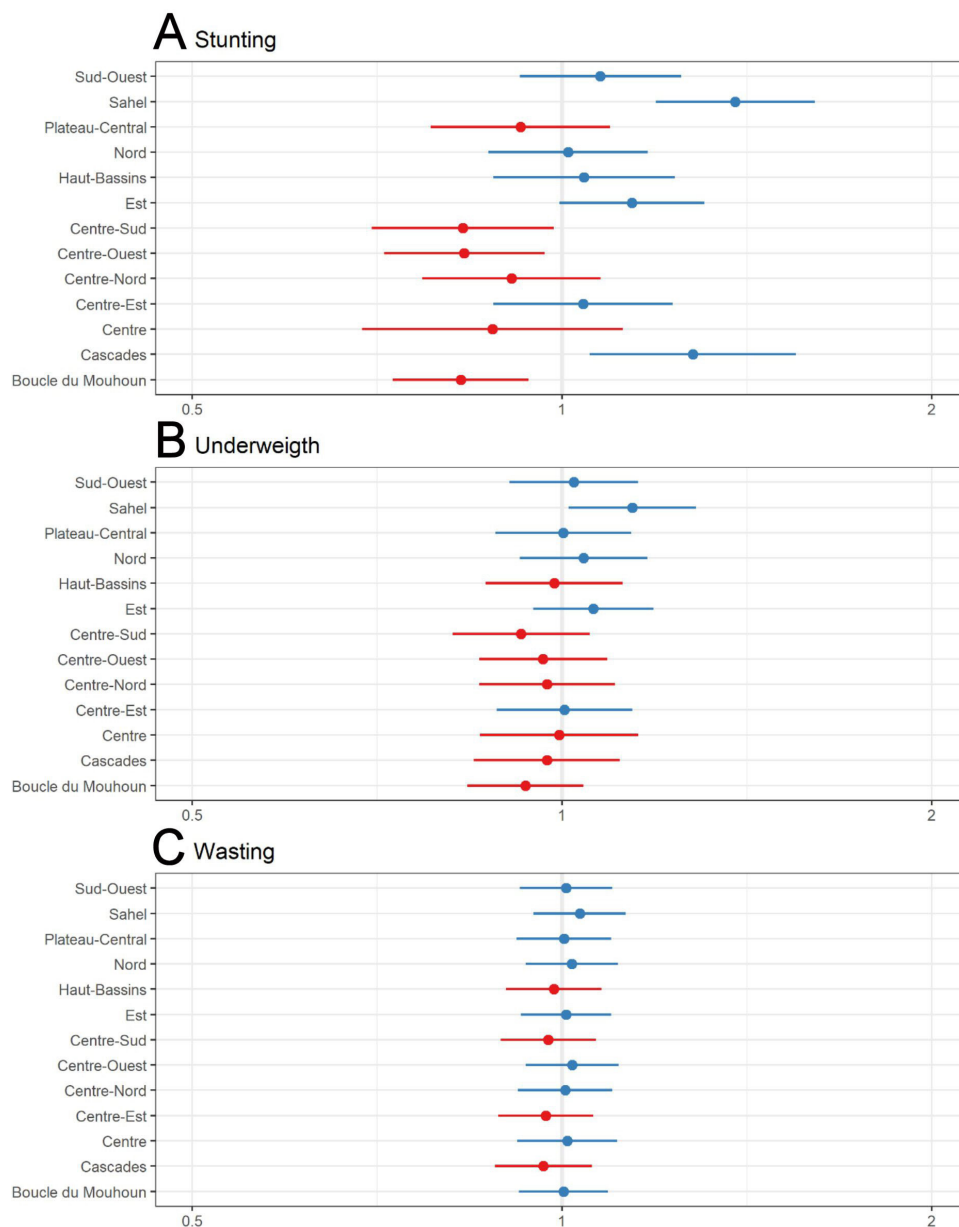 A Stunting
Sud-Ouest
Sahel
Plateau-Central
Nord
Haut-Bassins
Est
Centre-Sud
Centre-Ouest
Centre-Nord
Centre-Est
Centre
Cascades
Boucle du Mouhoun
0.5 1 2
B Underweigth
Sud-Ouest
Sahel
Plateau-Central
Nord
Haut-Bassins
Est
Centre-Sud
Centre-Ouest
Centre-Nord
Centre-Est
Centre
Cascades
Boucle du Mouhoun
0.5 1 2
C Wasting
Sud-Ouest
Sahel
Plateau-Central
Nord
Haut-Bassins
Est
Centre-Sud
Centre-Ouest
Centre-Nord
Centre-Est
Centre
Cascades
Boucle du Mouhoun
0.5 1 2